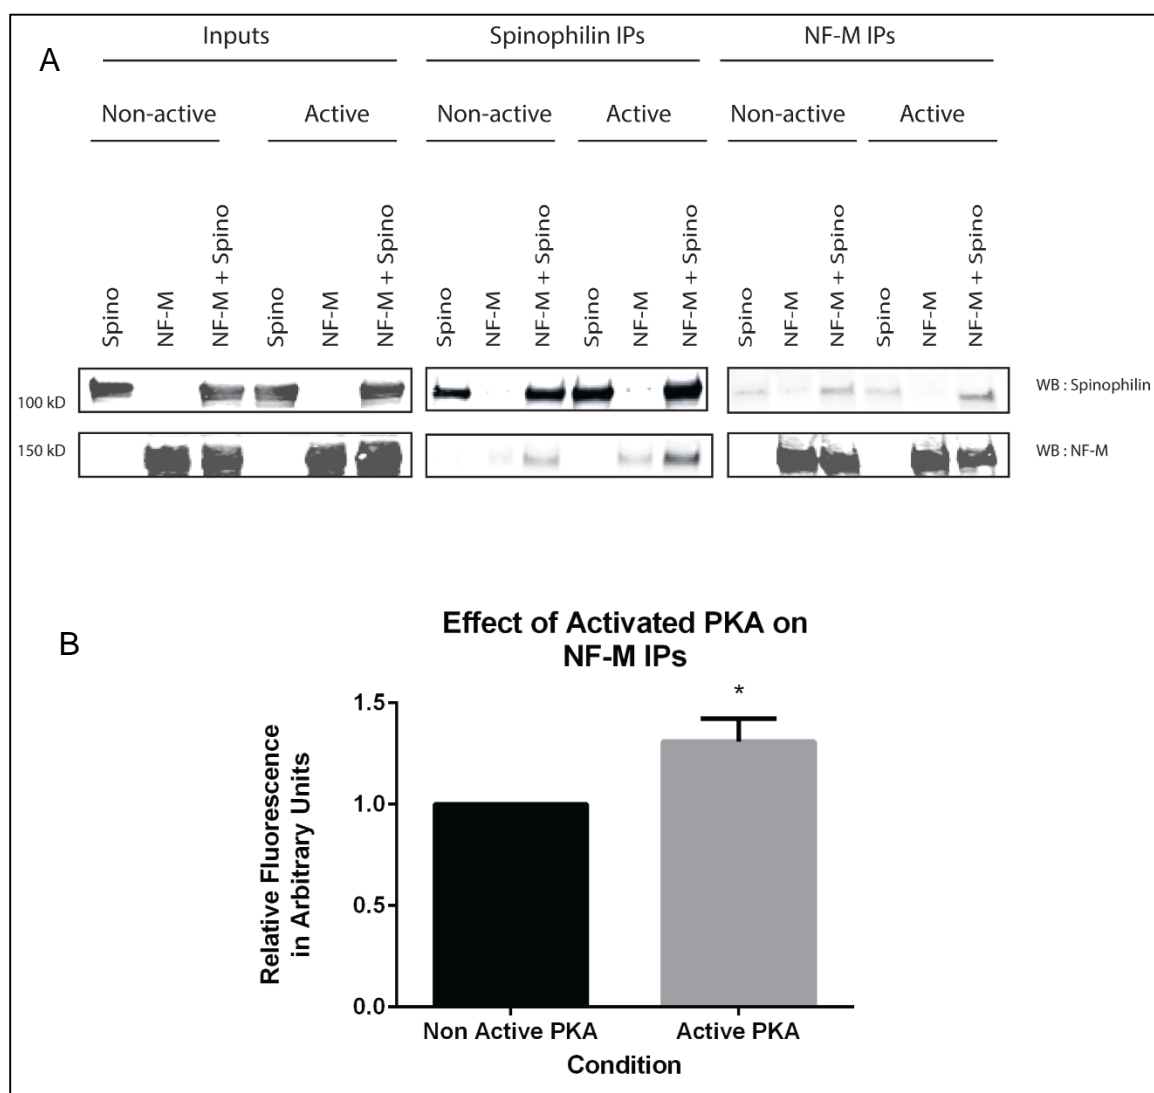 A
Inputs
Spinophilin IPs
NF-M IPs
Non-active
Active
Non-active
Active
Non-active
Active
Spino
NF-M
NF-M + Spino
Spino
NF-M
NF-M + Spino
Spino
NF-M
NF-M + Spino
Spino
NF-M
NF-M + Spino
Spino
NF-M
NF-M + Spino
Spino
NF-M
NF-M + Spino
100 kD
WB : Spinophilin
150 kD
WB : NF-M
B
Effect of Activated PKA on
NF-M IPs
*
Relative Fluorescence
in Arbitrary Units
1.5
1.0
0.5
0.0
Non Active PKA
Active PKA
Condition